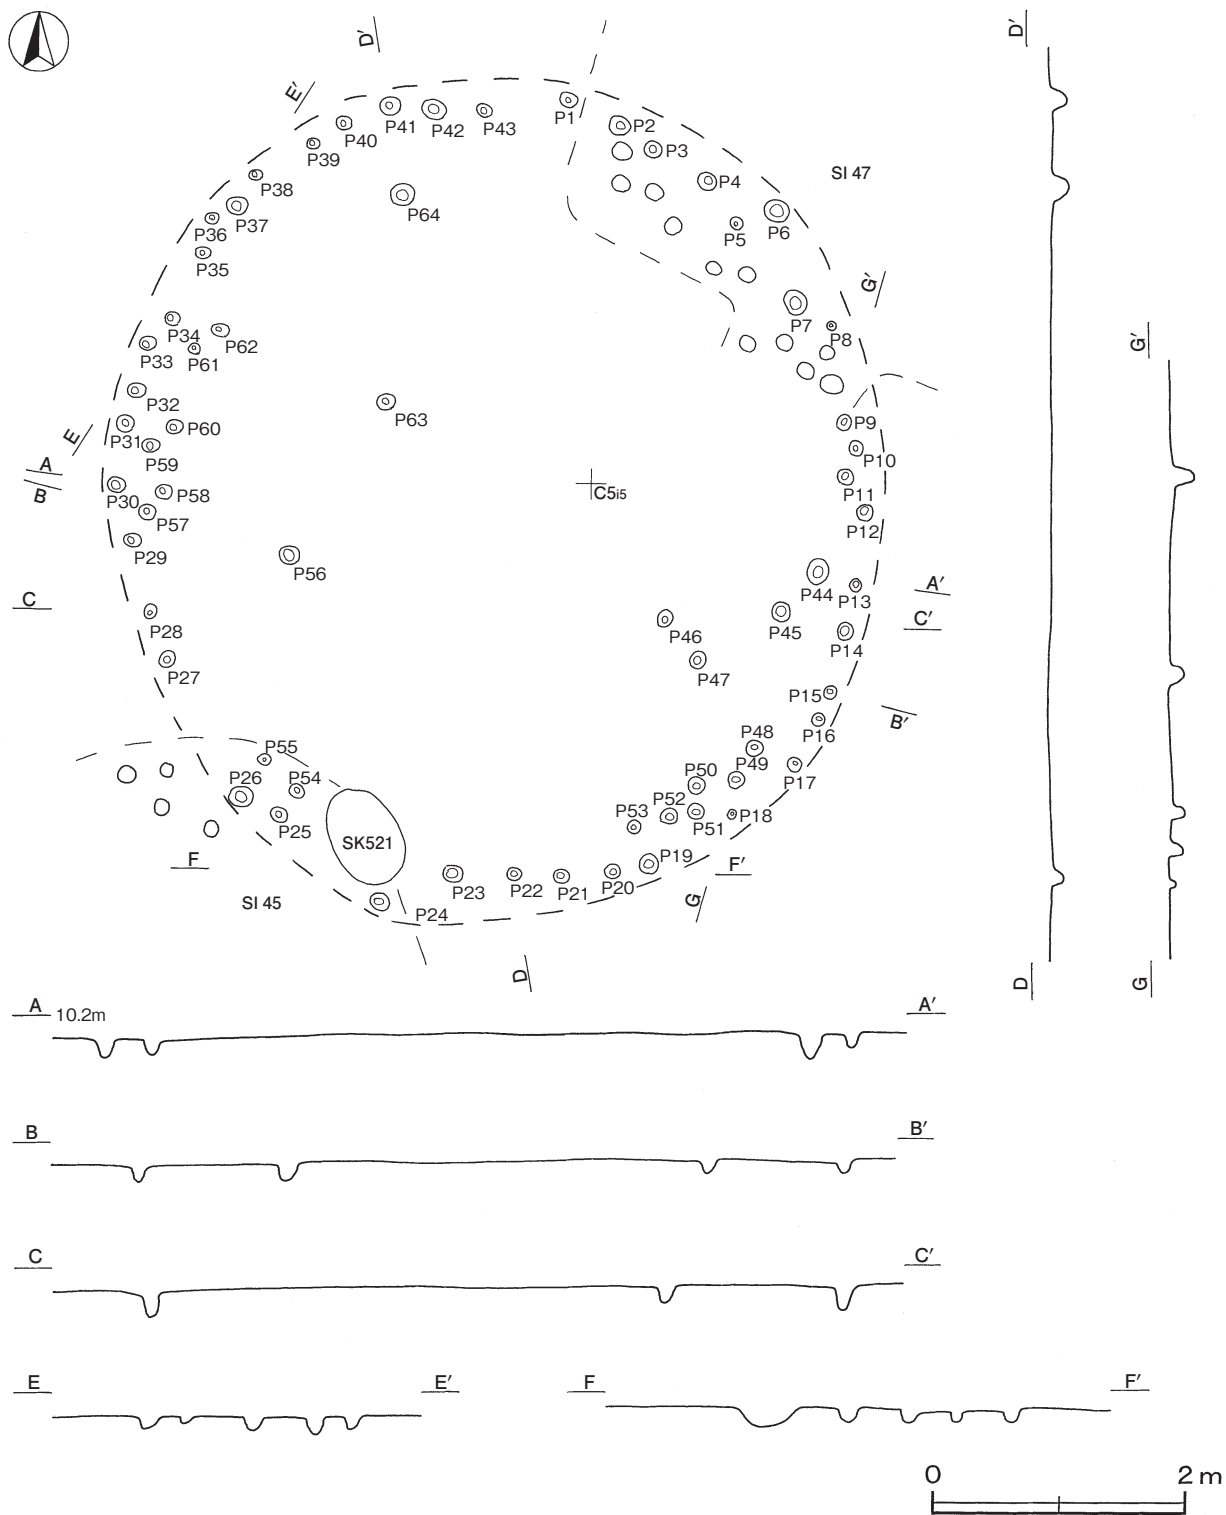 D′
D′
E′
P41
P42
P43
P1
P2
P40
P39
P3
P38
P4
SI 47
P64
P37
P36
P5
P6
P35
G′
P7
P34
P62
P8
P33
P61
G′
P32
P63
P9
P31
P60
E
P59
P10
A
B
P30
P58
P11
C5i5
P57
P12
P29
P56
P44
P13
A′
C
C′
P28
P46
P45
P14
P27
P47
P15
B′
P16
P48
P55
P49
P17
P26
P54
P50
P52
P53
P51
P18
P25
SK521
F
P19
F′
P23
P22
P21
P20
SI 45
P24
G
D
D
G
A
10.2m
A′
B
B′
C
C′
E
E′
F
F′
0
2 m